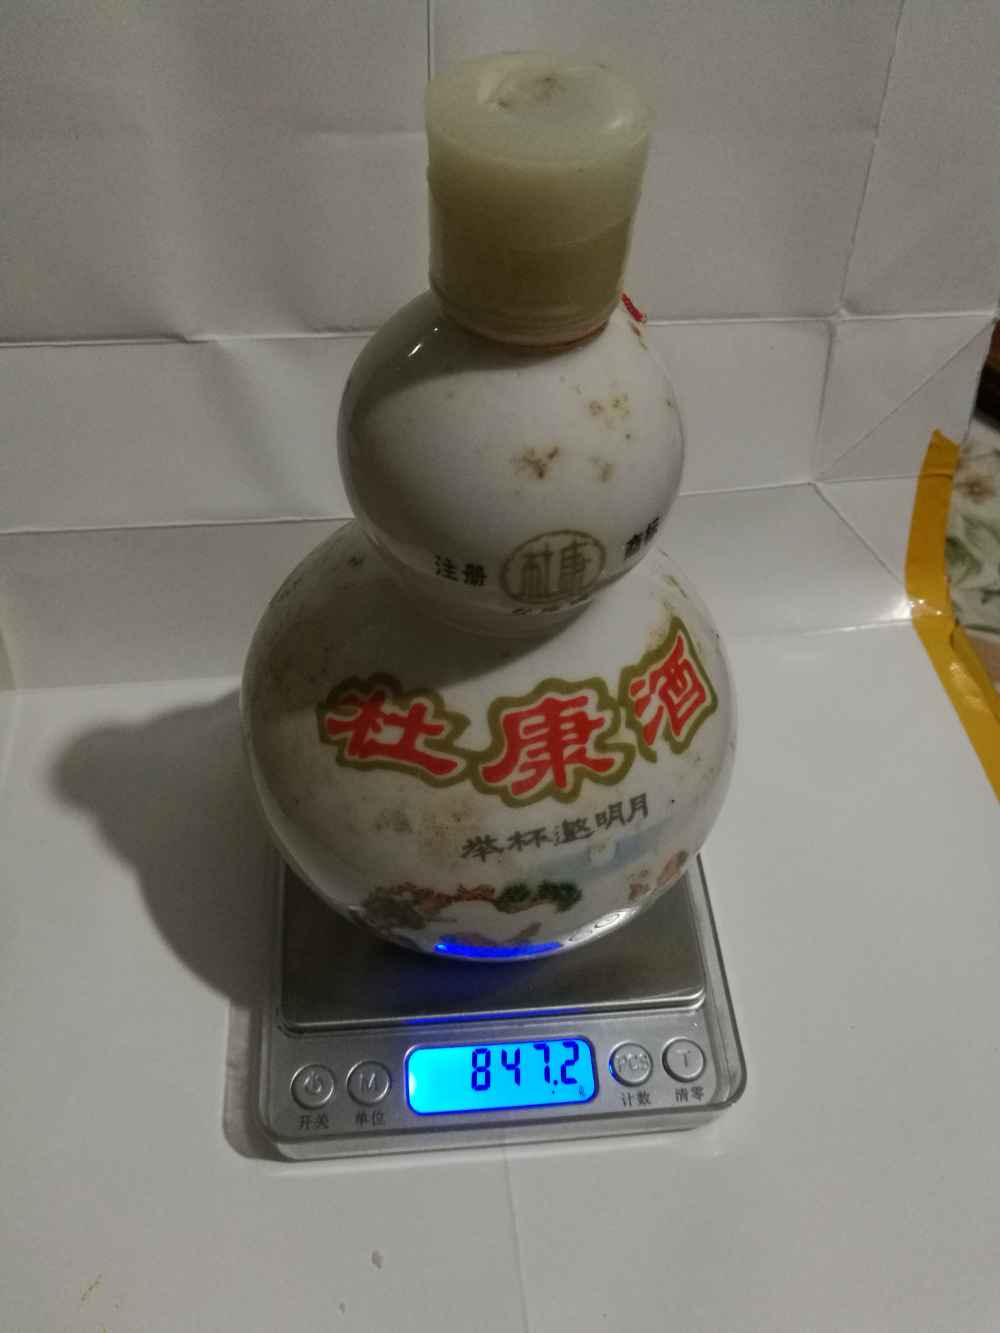 注册 杜康 商标
杜康酒
举杯邀明月
847.2
M
PCS
T
开关
单位
计数
清零